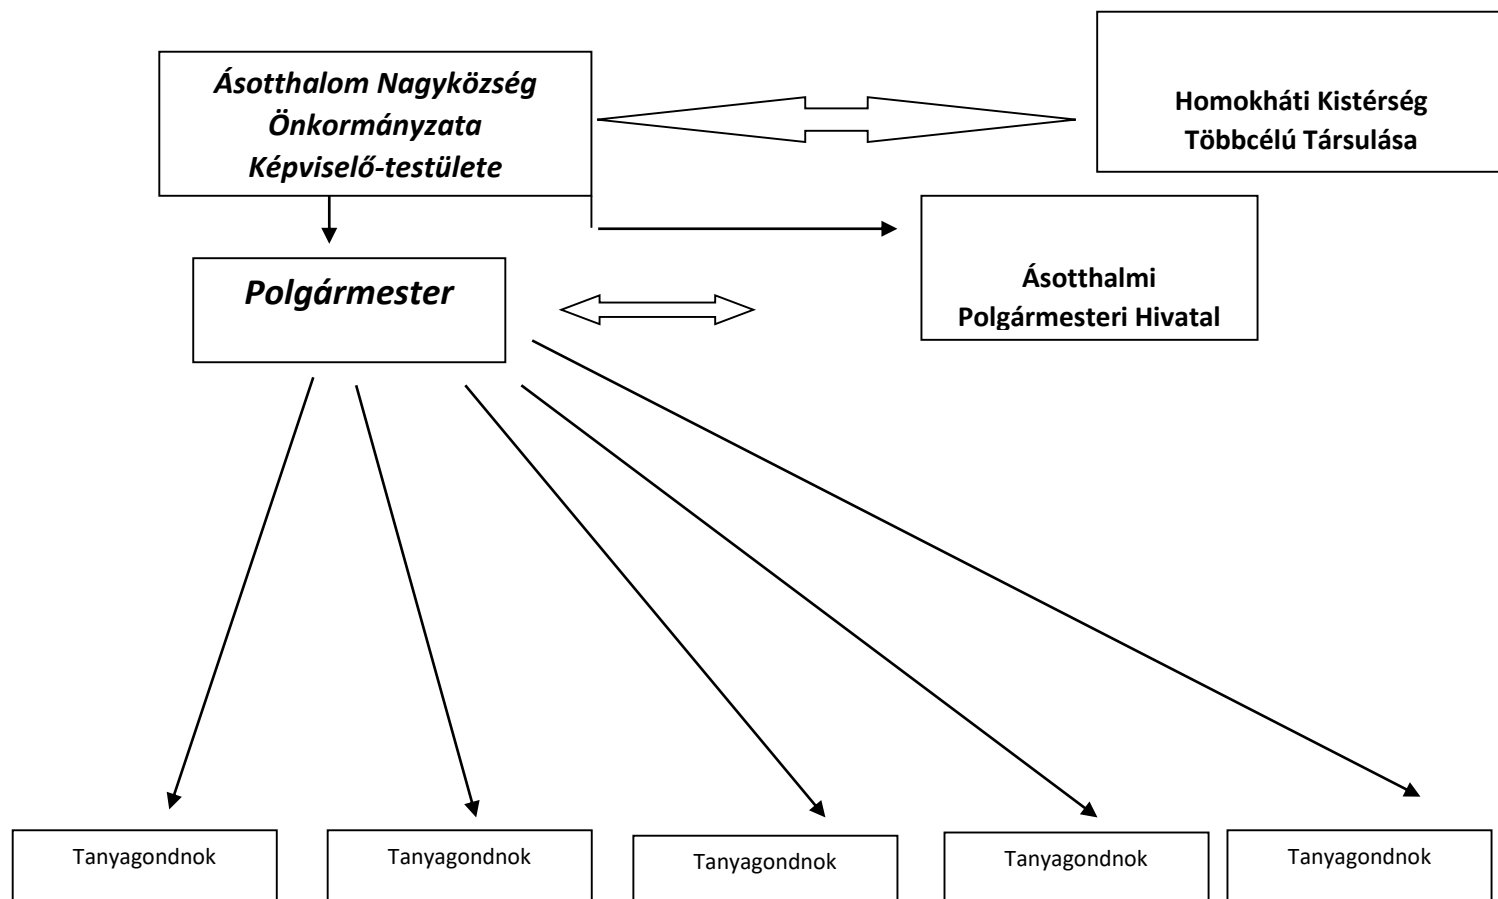 Ásotthalom Nagyközség
Önkormányzata
Képviselő-testülete
Homokháti Kistérség
Többcélú Társulása
Polgármester
Ásotthalmi
Polgármesteri Hivatal
Tanyagondnok
Tanyagondnok
Tanyagondnok
Tanyagondnok
Tanyagondnok